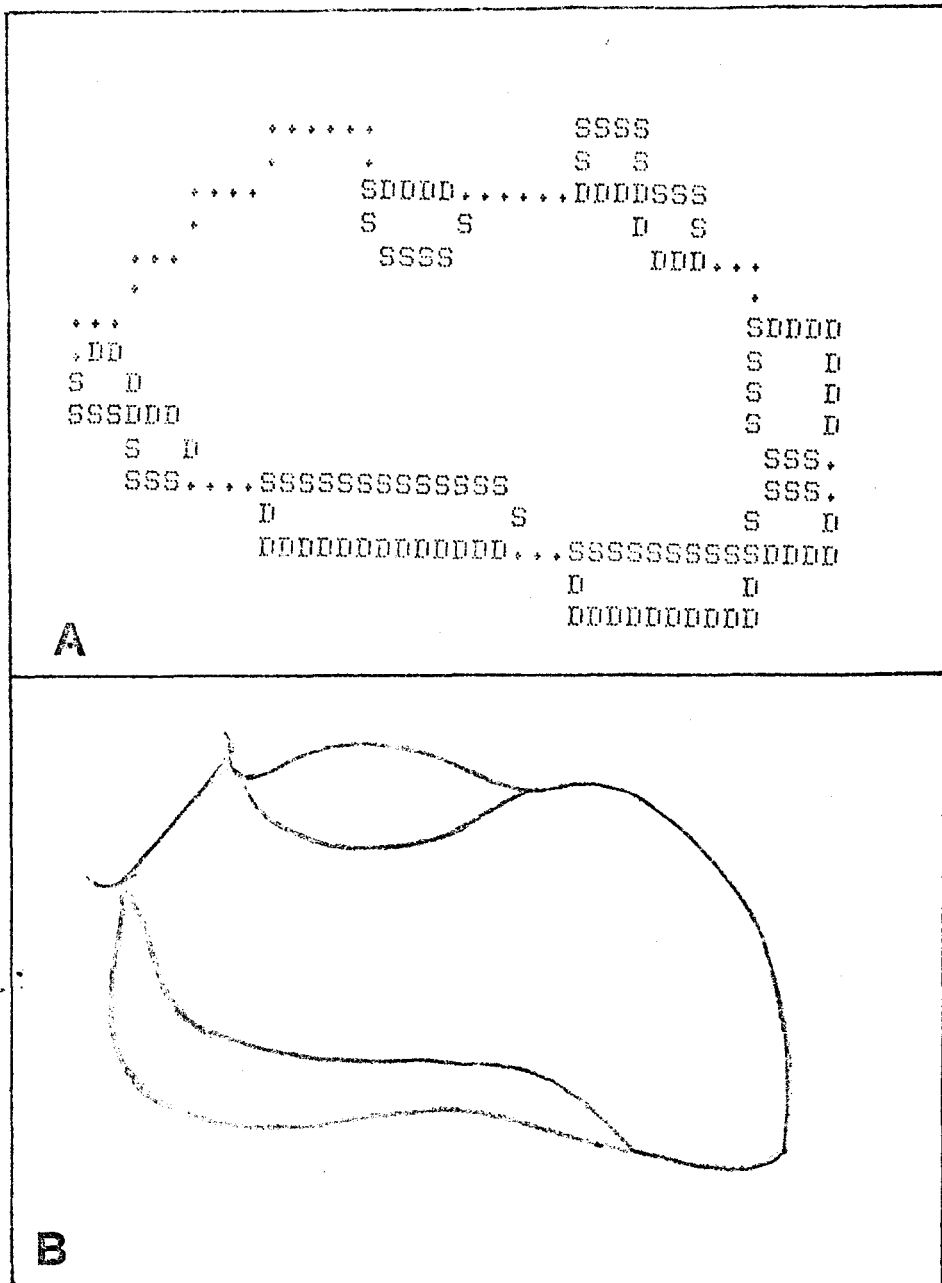 ......  SSSS
.  .  S  S
....  SDDDD......DDDDSSS
.  S  S  D  S
...  SSSS  DDD...
.  .
...  SDDDD
.DD  S  D
S  D  S  D
SSSDDD  S  D
S  D  SSS.
SSS....SSSSSSSSSSSSS  SSS.
D  S  S  D
DDDDDDDDDDDDD...SSSSSSSSSSDDDD
D  D
DDDDDDDDDD
A
B